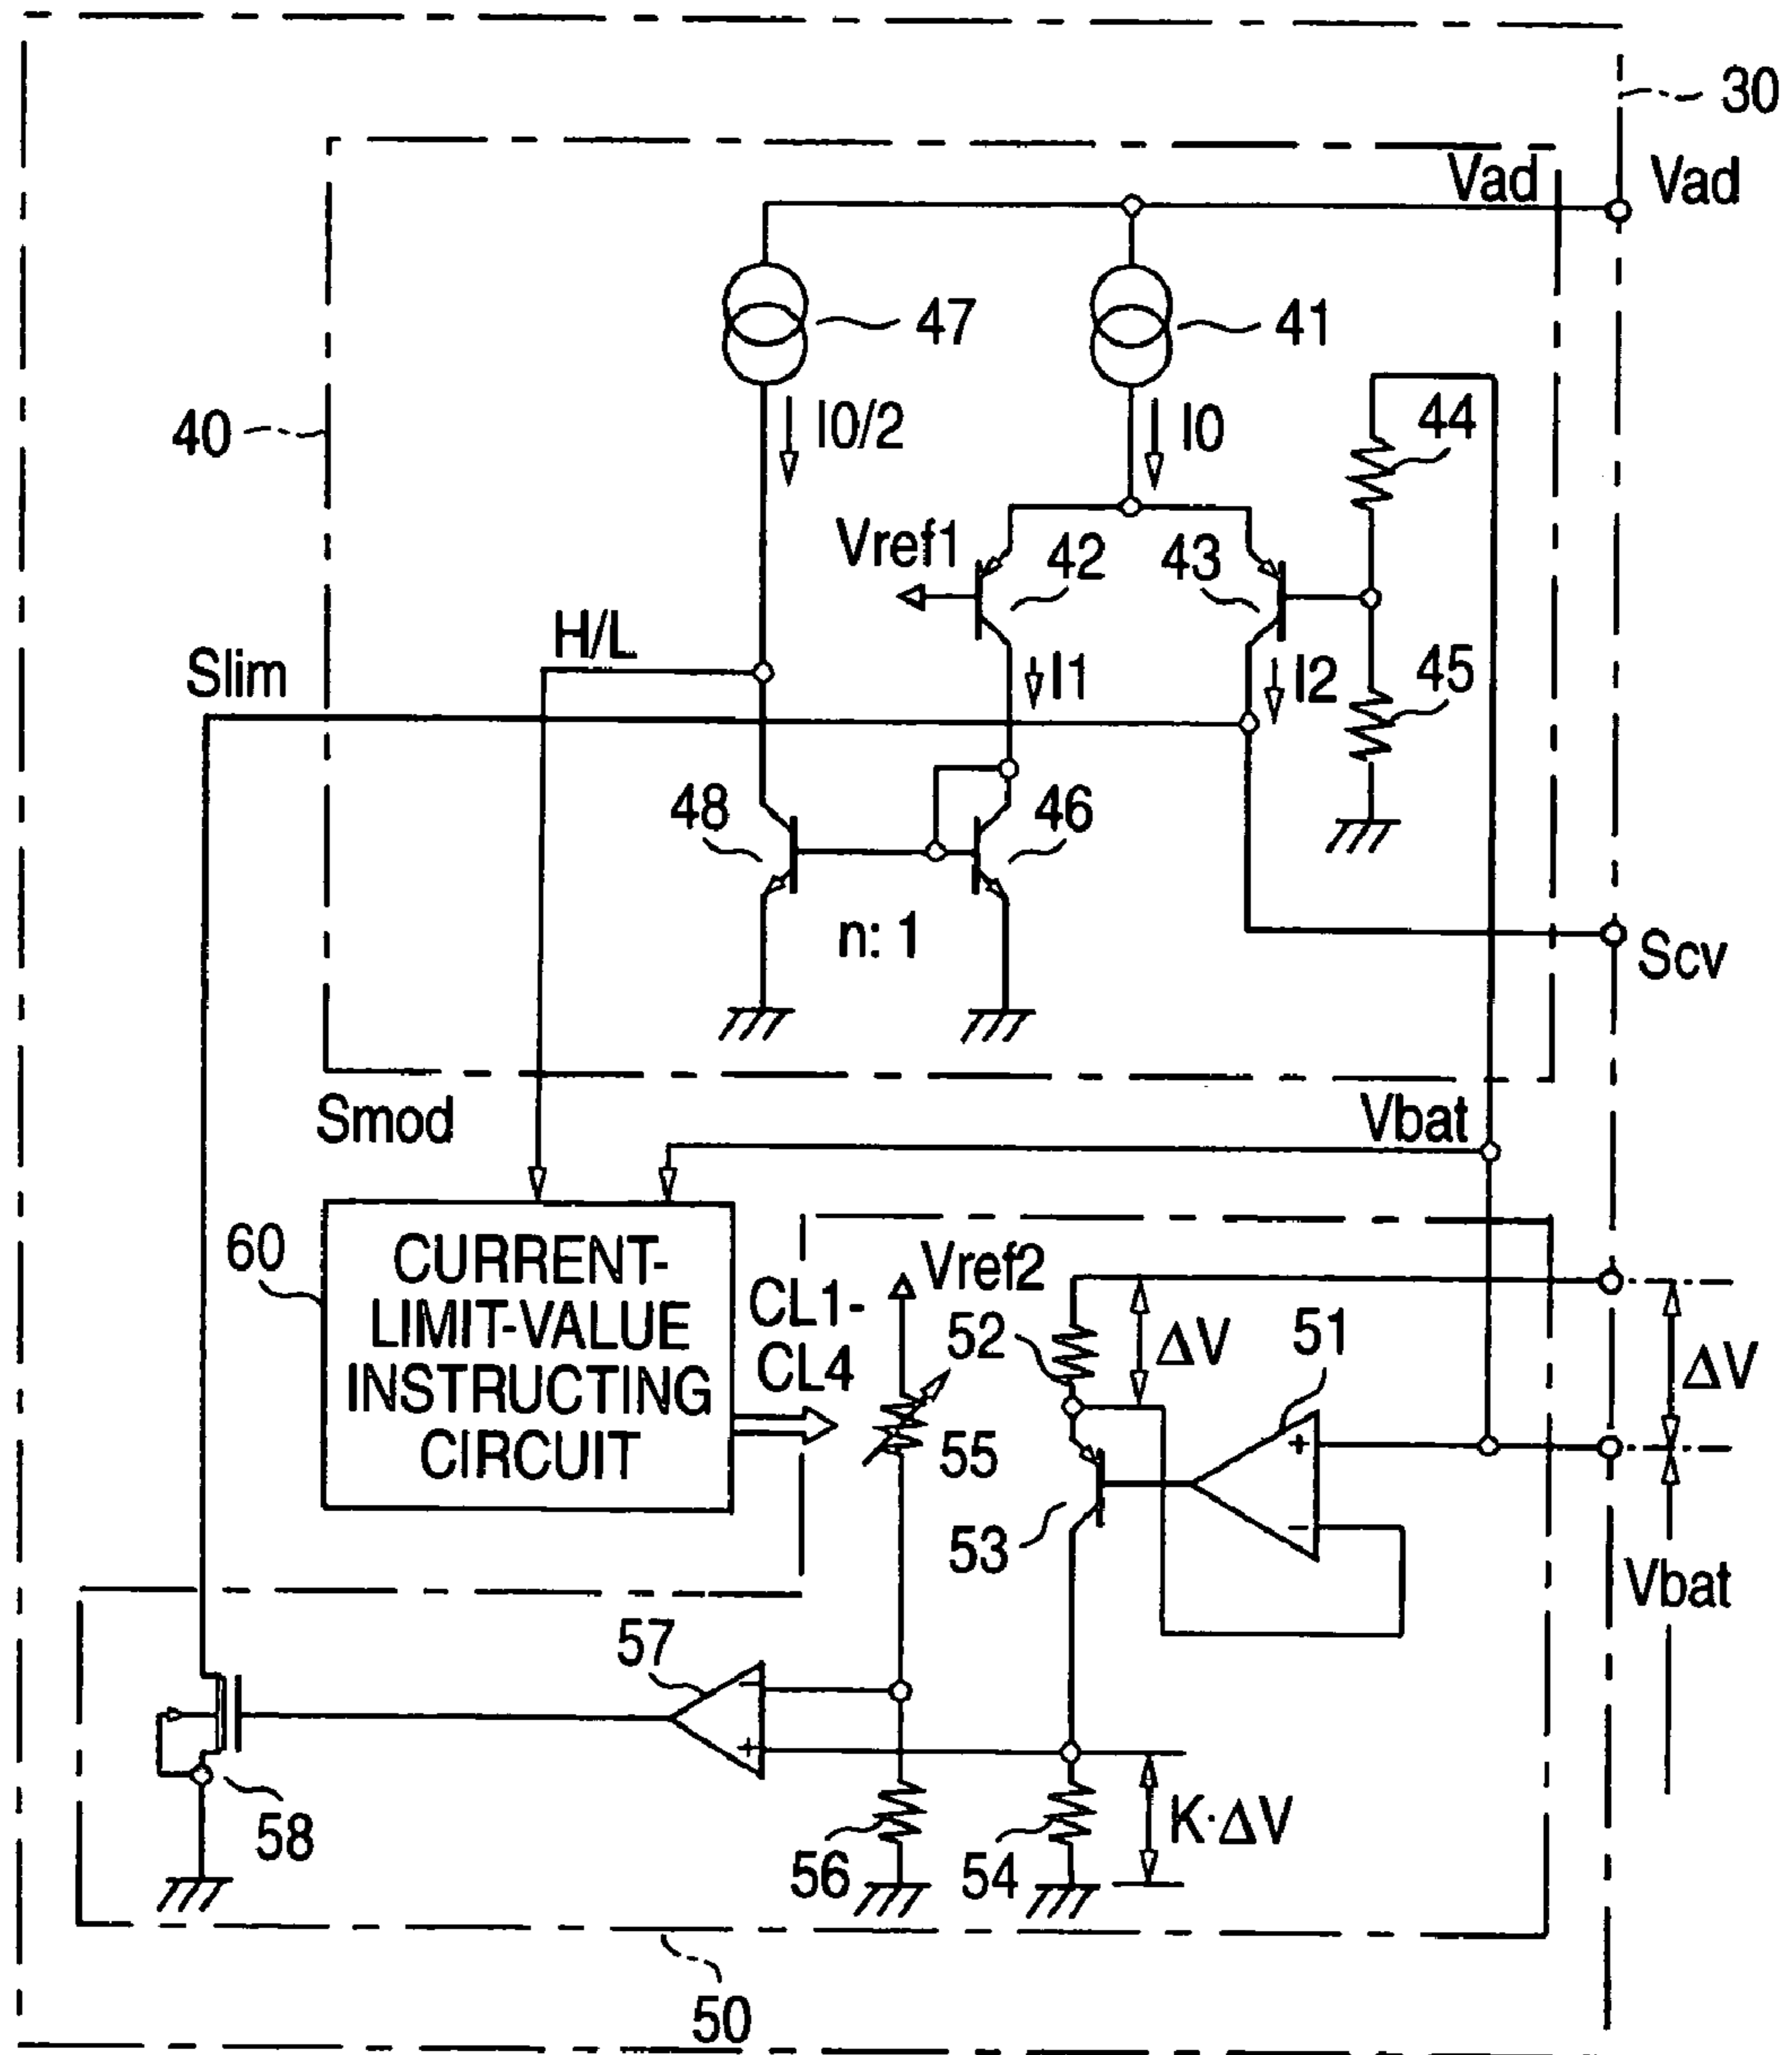 30
Vad
Vad
47
41
40
I0/2
I0
44
Vref1
42
43
H/L
Slim
I1
I2
45
48
46
n: 1
Scv
Smod
Vbat
60
CURRENT-
LIMIT-VALUE
INSTRUCTING
CIRCUIT
CL1-
CL4
Vref2
52
ΔV
51
ΔV
+
−
55
53
Vbat
57
−
+
58
56
54
K·ΔV
50